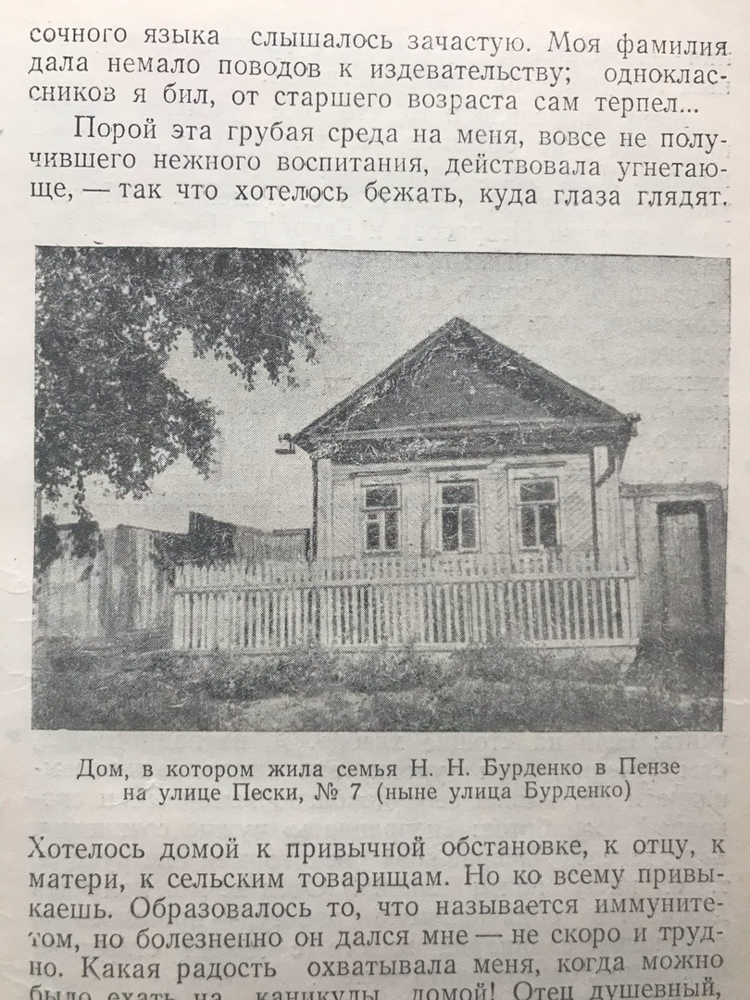 сочного языка слышалось зачастую. Моя фамилия
дала немало поводов к издевательству; одноклас-
сников я бил, от старшего возраста сам терпел...
Порой эта грубая среда на меня, вовсе не полу-
чившего нежного воспитания, действовала угнетаю-
ще, — так что хотелось бежать, куда глаза глядят.
Дом, в котором жила семья Н. Н. Бурденко в Пензе
на улице Пески, № 7 (ныне улица Бурденко)
Хотелось домой к привычной обстановке, к отцу, к
матери, к сельским товарищам. Но ко всему привы-
каешь. Образовалось то, что называется иммуните-
том, но болезненно он дался мне — не скоро и труд-
но. Какая радость охватывала меня, когда можно
было ехать на каникулы домой! Отец душевный,